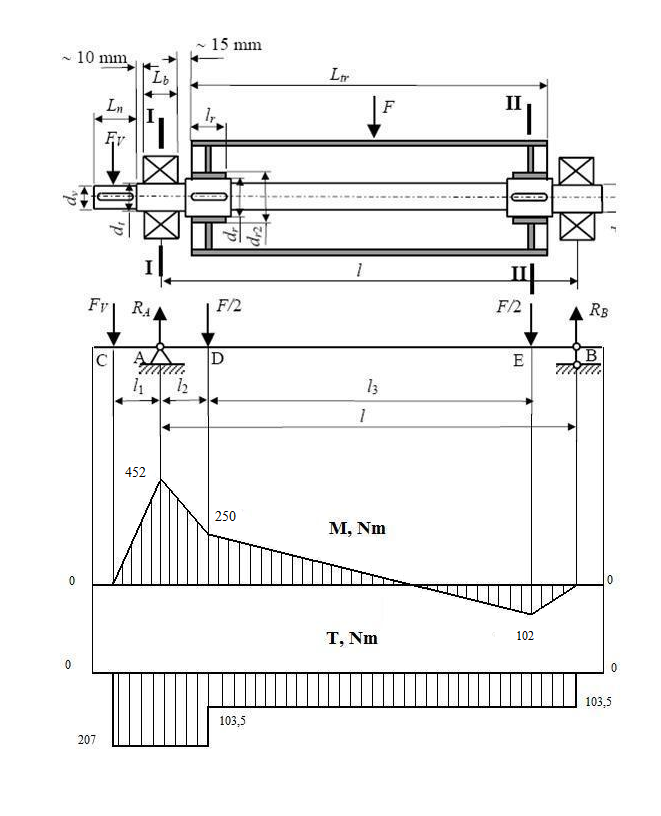 ~ 15 mm
~ 10 mm
L_b
L_tr
L_n
I
l_r
F
II
F_V
d_v
d_t
d_r
d_r2
I
l
II
F_V
R_A
F/2
F/2
R_B
C
A
D
E
B
l_1
l_2
l_3
l
452
250
M, Nm
0
0
102
T, Nm
0
0
103,5
103,5
207